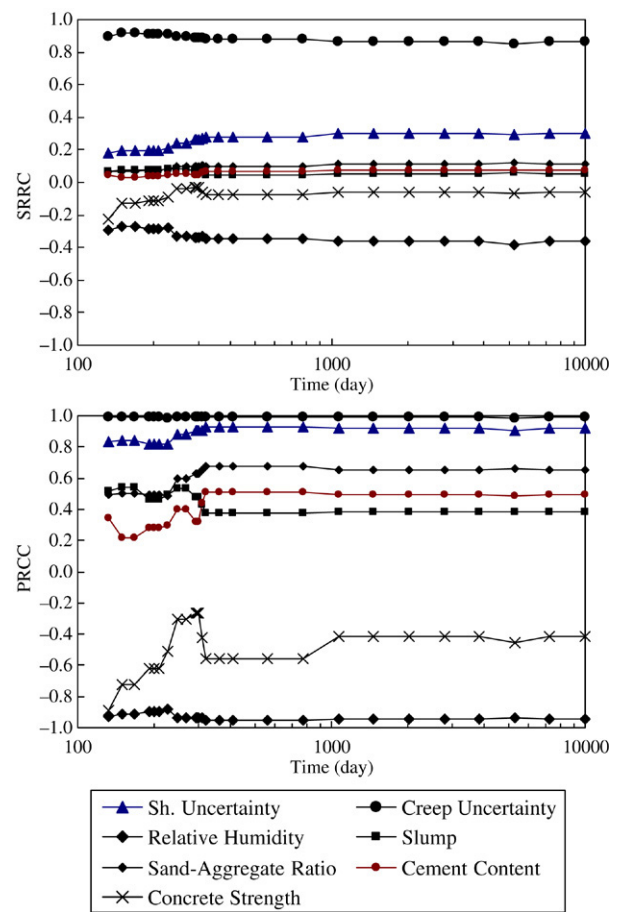 1.0
0.8
0.6
0.4
0.2
0.0
−0.2
−0.4
−0.6
−0.8
−1.0
SRRC
100
1000
10000
Time (day)
1.0
0.8
0.6
0.4
0.2
0.0
−0.2
−0.4
−0.6
−0.8
−1.0
PRCC
100
1000
10000
Time (day)
Sh. Uncertainty
Creep Uncertainty
Relative Humidity
Slump
Sand-Aggregate Ratio
Cement Content
Concrete Strength